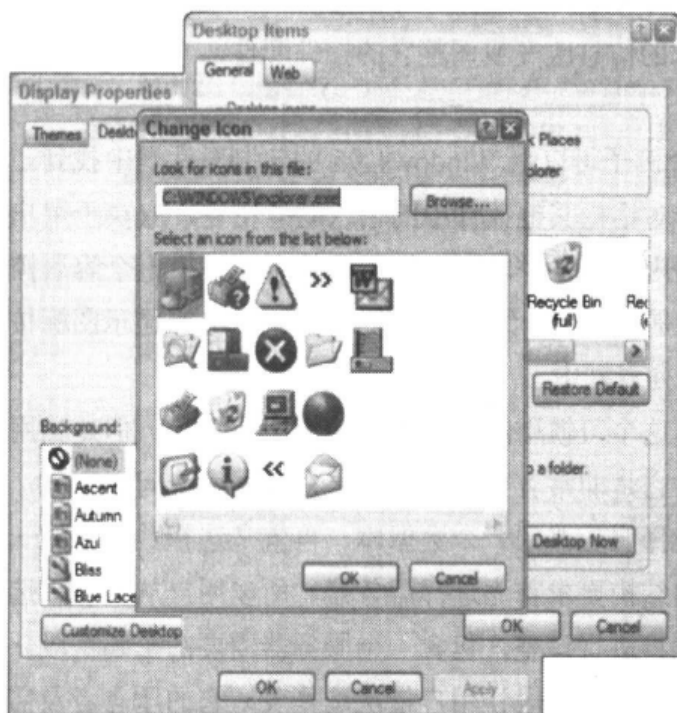 Desktop Items
General Web
Desktop icons
Display Properties
Themes
Change Icon
Look for icons in this file:
C:\WINDOWS\explorer.exe
Browse...
Select an icon from the list below:
W
Places
Recycle Bin
(full)
Restore Default
Background:
(None)
Ascent
Autumn
Azul
Bliss
Blue Lace
a folder.
Desktop Now
OK Cancel
Customize Desktop
OK Cancel
OK Cancel Apply